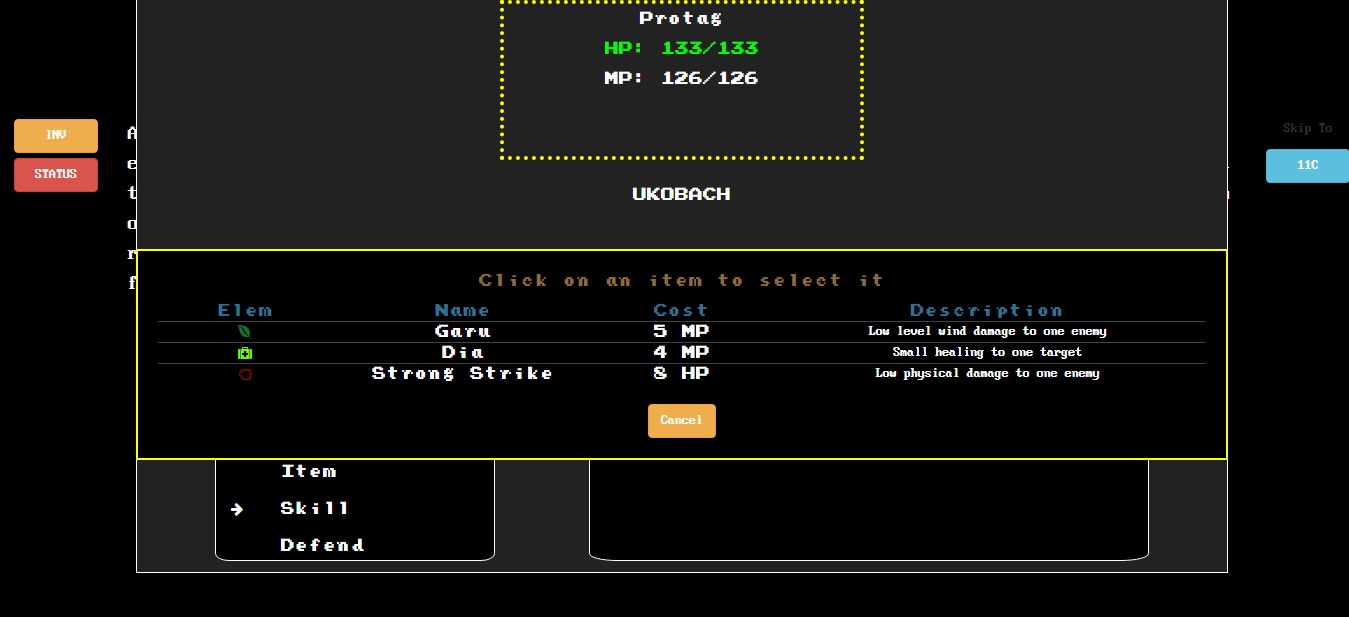 Protag
HP: 133/133
MP: 126/126
INV
STATUS
A
e
t
o
r
f
Skip To
11C
UKOBACH
Click on an item to select it
Elem Name Cost Description
Garu 5 MP Low level wind damage to one enemy
Dia 4 MP Small healing to one target
Strong Strike 8 HP Low physical damage to one enemy
Cancel
Item
Skill
Defend